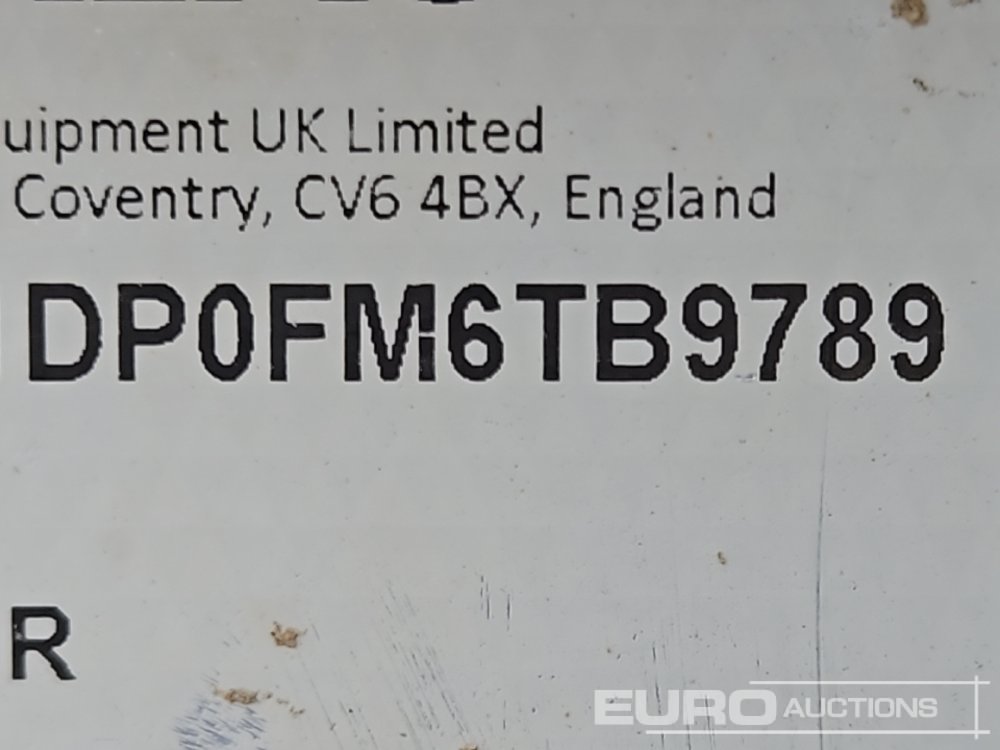 uipment UK Limited
Coventry, CV6 4BX, England
DP0FM6TB9789
R
EURO AUCTIONS